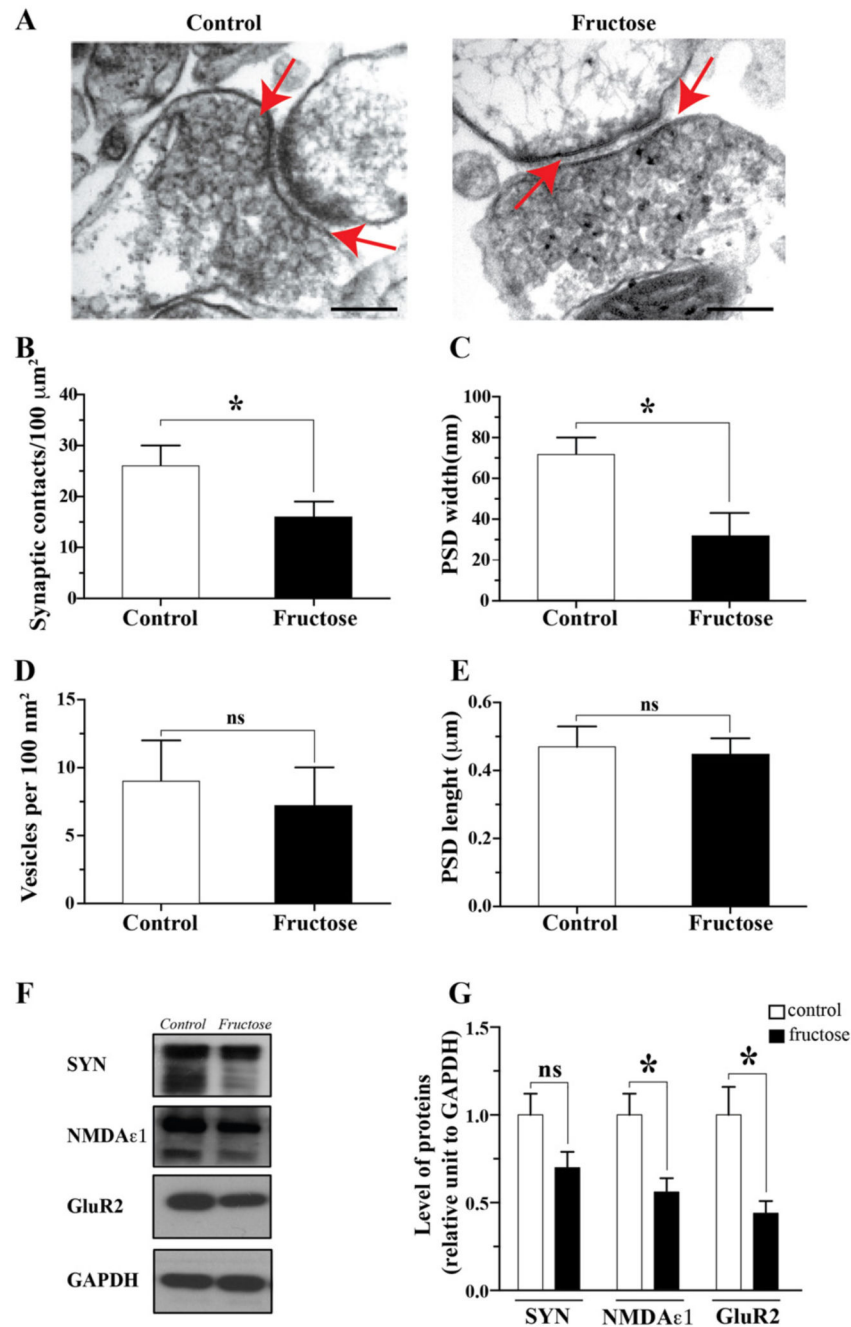 A
Control
Fructose
B
Synaptic contacts/100 μm²
40
30
20
10
0
*
Control
Fructose
C
PSD width(nm)
100
80
60
40
20
0
*
Control
Fructose
D
Vesicles per 100 nm²
15
10
5
0
ns
Control
Fructose
E
PSD lenght (μm)
0.6
0.4
0.2
0.0
ns
Control
Fructose
F
Control Fructose
SYN
NMDAε1
GluR2
GAPDH
G
control
fructose
Level of proteins
(relative unit to GAPDH)
1.5
1.0
0.5
0.0
ns
*
*
SYN
NMDAε1
GluR2